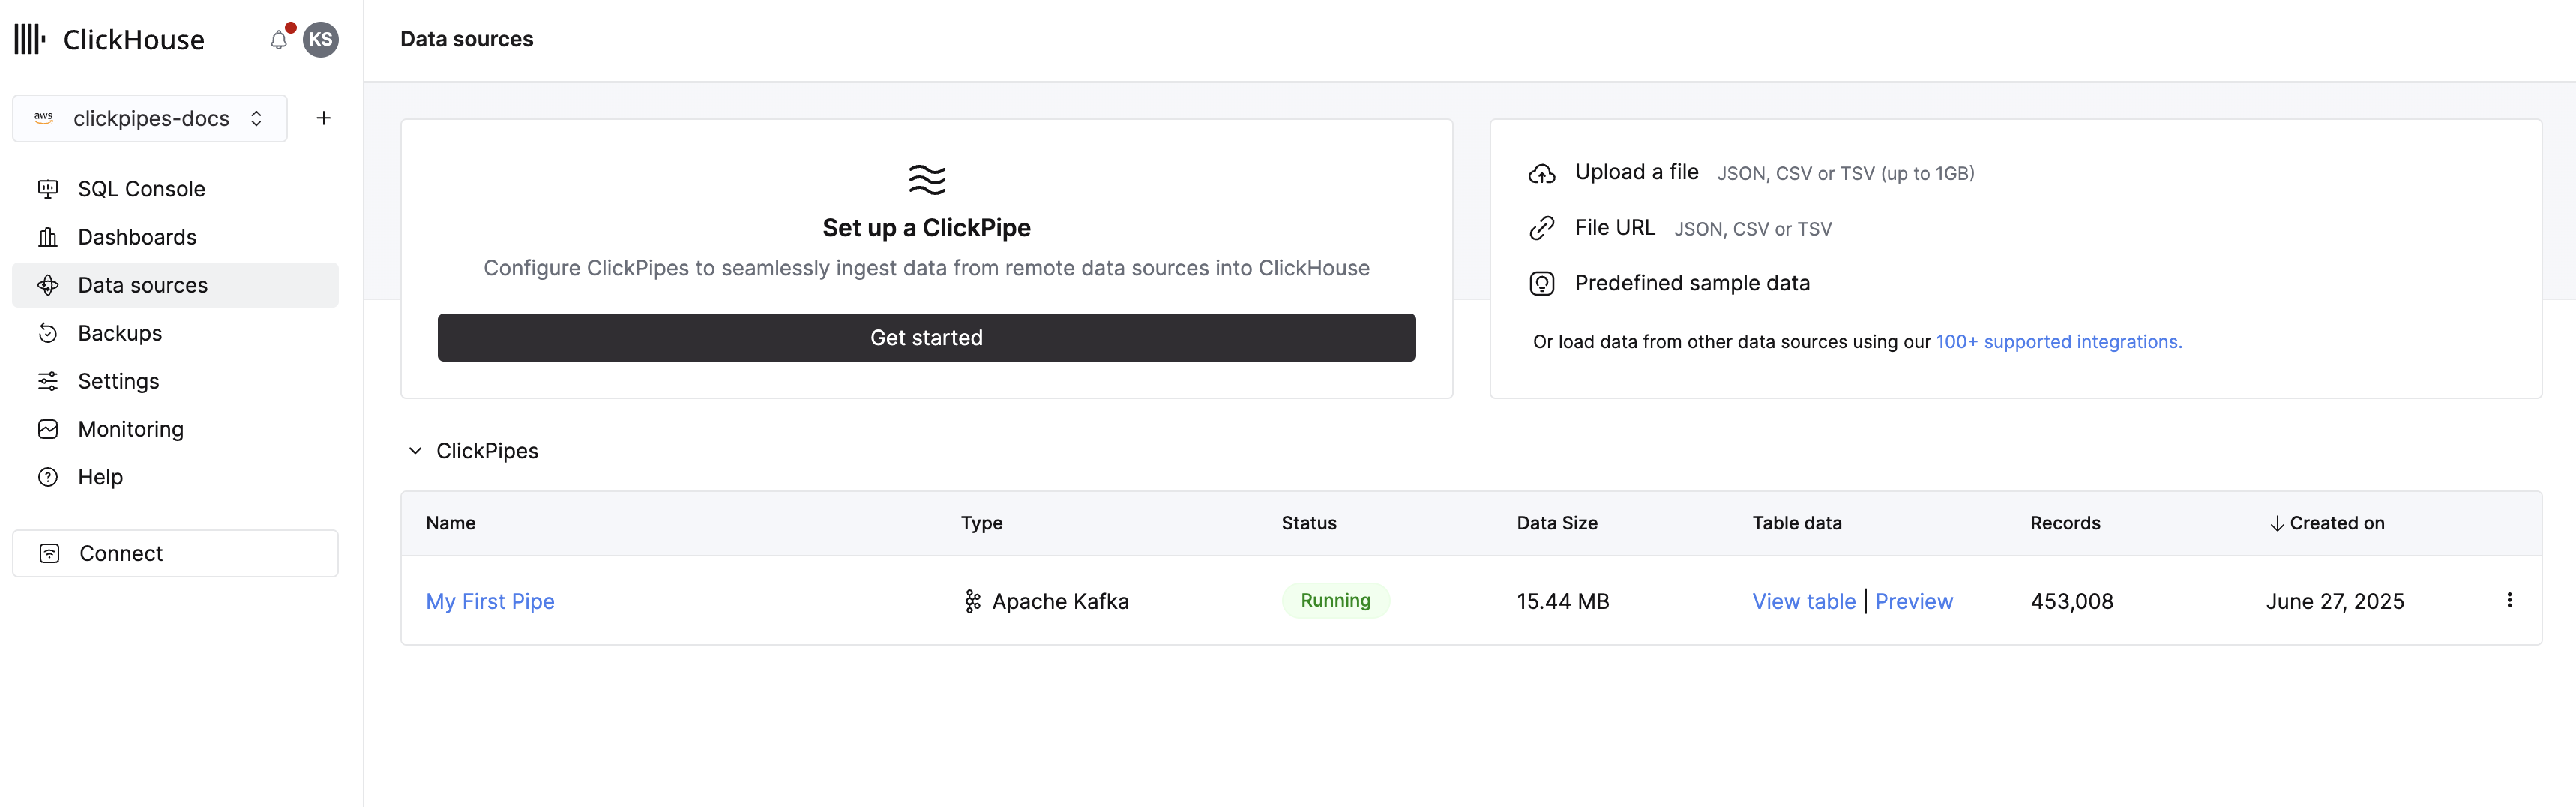 ClickHouse
KS
aws
clickpipes-docs
SQL Console
Dashboards
Data sources
Backups
Settings
Monitoring
Help
Connect
Data sources
Set up a ClickPipe
Configure ClickPipes to seamlessly ingest data from remote data sources into ClickHouse
Get started
Upload a file JSON, CSV or TSV (up to 1GB)
File URL JSON, CSV or TSV
Predefined sample data
Or load data from other data sources using our 100+ supported integrations.
ClickPipes
Name Type Status Data Size Table data Records Created on
My First Pipe Apache Kafka Running 15.44 MB View table | Preview 453,008 June 27, 2025